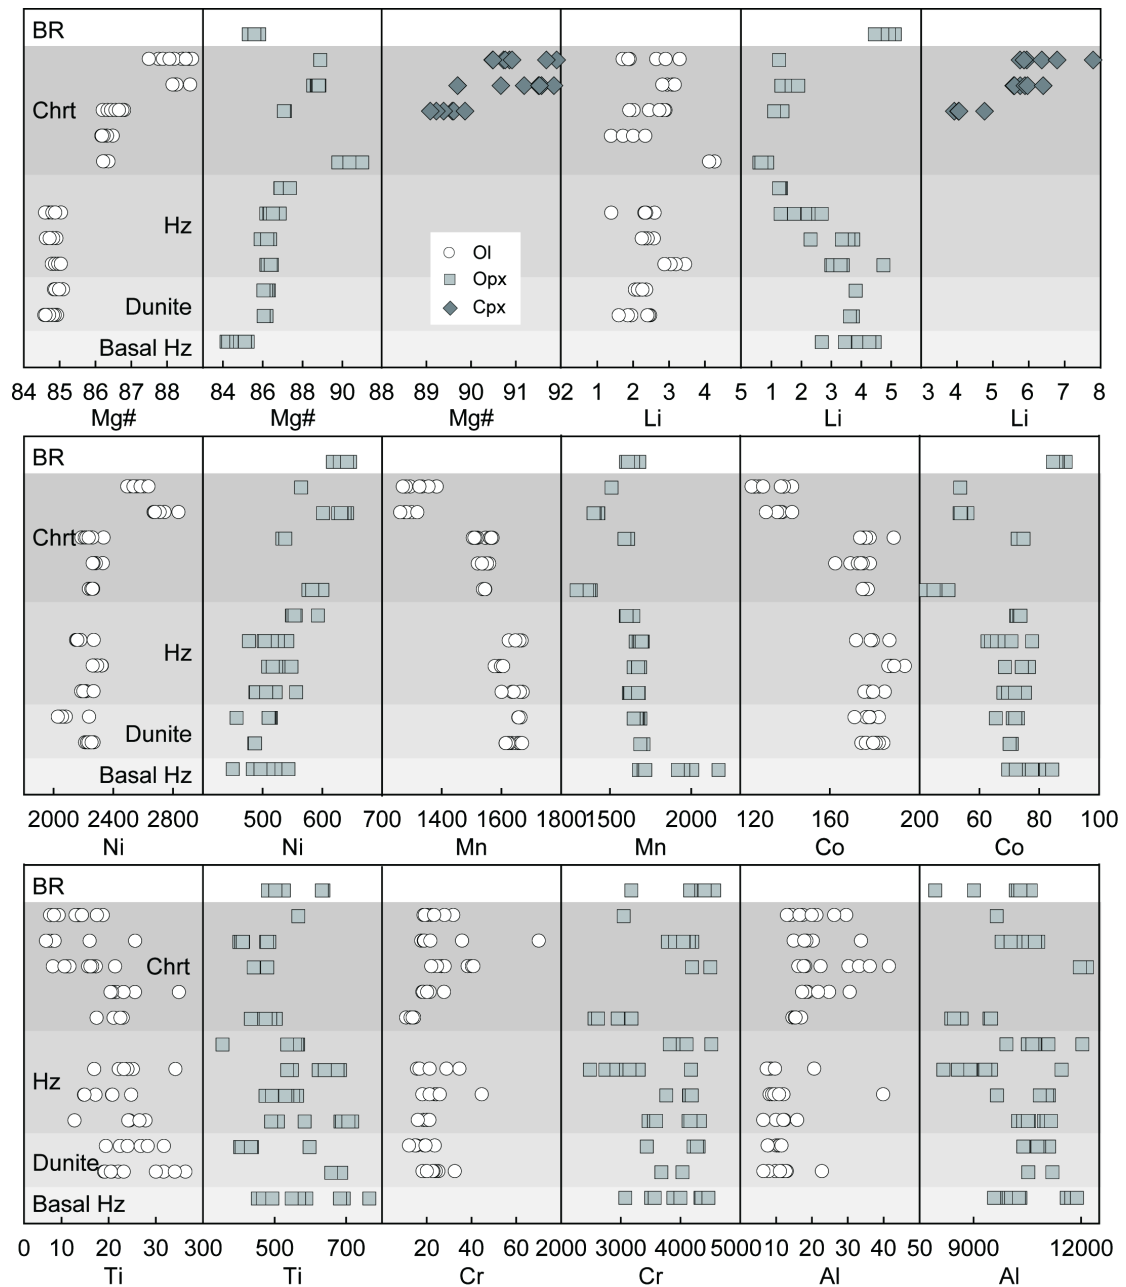 BR
Chrt
Hz
Ol
Opx
Cpx
Dunite
Basal Hz
84 85 86 87 88 84 86 88 90 88 89 90 91 92 1 2 3 4 5 1 2 3 4 5 3 4 5 6 7 8
Mg# Mg# Mg# Li Li Li
BR
Chrt
Hz
Dunite
Basal Hz
2000 2400 2800 500 600 700 1400 1600 1800 1500 2000 120 160 200 60 80 100
Ni Ni Mn Mn Co Co
BR
Chrt
Hz
Dunite
Basal Hz
0 10 20 30 300 500 700 20 40 60 2000 3000 4000 5000 10 20 30 40 50 9000 12000
Ti Ti Cr Cr Al Al